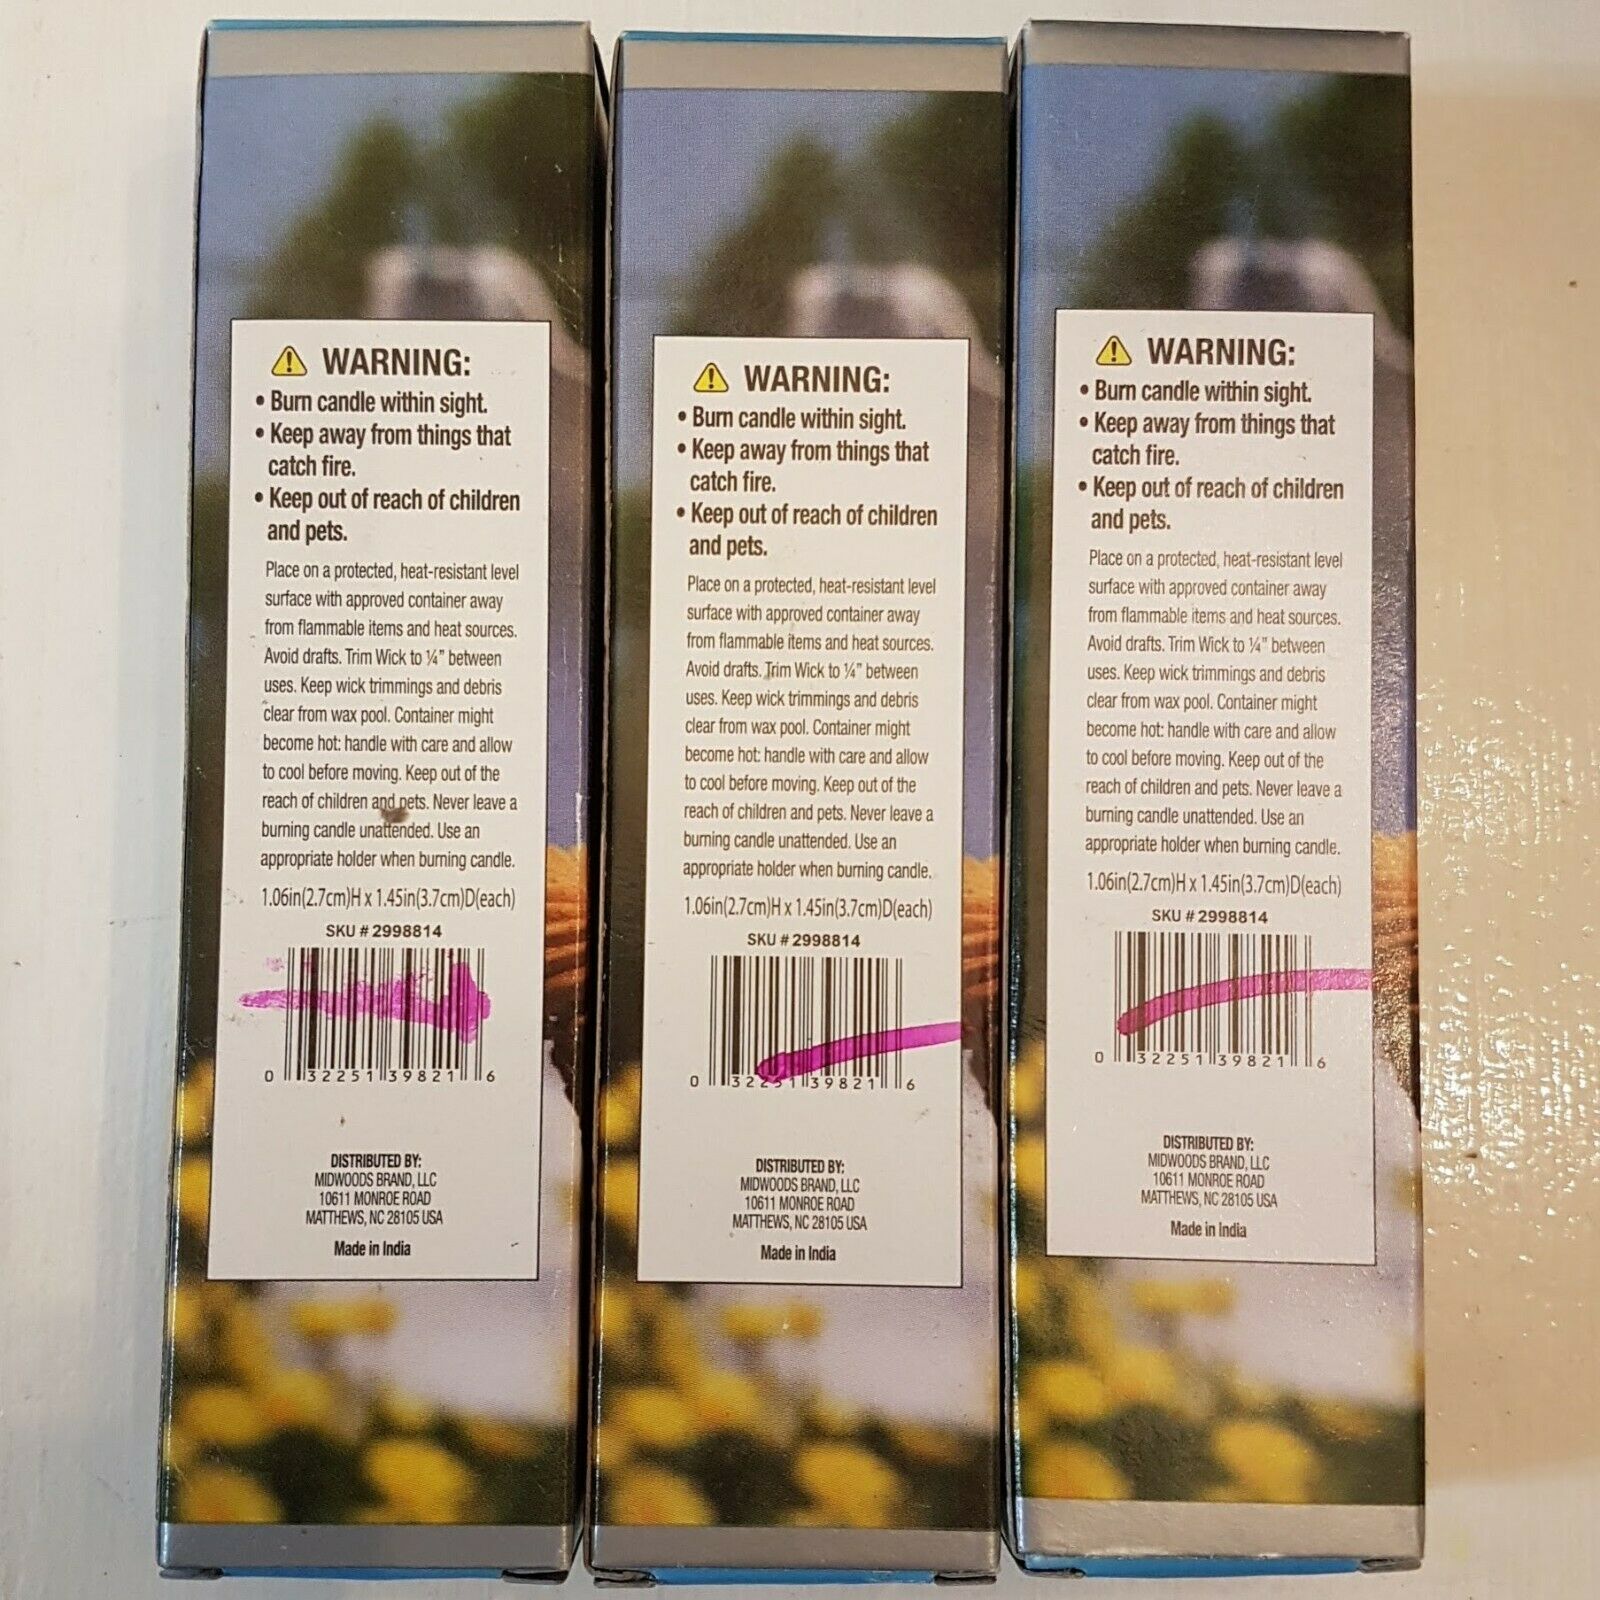 WARNING:
• Burn candle within sight.
• Keep away from things that
catch fire.
• Keep out of reach of children
and pets.
Place on a protected, heat-resistant level
surface with approved container away
from flammable items and heat sources.
Avoid drafts. Trim Wick to ¼" between
uses. Keep wick trimmings and debris
clear from wax pool. Container might
become hot: handle with care and allow
to cool before moving. Keep out of the
reach of children and pets. Never leave a
burning candle unattended. Use an
appropriate holder when burning candle.
1.06in(2.7cm)H x 1.45in(3.7cm)D(each)
SKU # 2998814
0 32251 39821 6
DISTRIBUTED BY:
MIDWOODS BRAND, LLC
10611 MONROE ROAD
MATTHEWS, NC 28105 USA
Made in India
WARNING:
• Burn candle within sight.
• Keep away from things that
catch fire.
• Keep out of reach of children
and pets.
Place on a protected, heat-resistant level
surface with approved container away
from flammable items and heat sources.
Avoid drafts. Trim Wick to ¼" between
uses. Keep wick trimmings and debris
clear from wax pool. Container might
become hot: handle with care and allow
to cool before moving. Keep out of the
reach of children and pets. Never leave a
burning candle unattended. Use an
appropriate holder when burning candle.
1.06in(2.7cm)H x 1.45in(3.7cm)D(each)
SKU # 2998814
0 32251 39821 6
DISTRIBUTED BY:
MIDWOODS BRAND, LLC
10611 MONROE ROAD
MATTHEWS, NC 28105 USA
Made in India
WARNING:
• Burn candle within sight.
• Keep away from things that
catch fire.
• Keep out of reach of children
and pets.
Place on a protected, heat-resistant level
surface with approved container away
from flammable items and heat sources.
Avoid drafts. Trim Wick to ¼" between
uses. Keep wick trimmings and debris
clear from wax pool. Container might
become hot: handle with care and allow
to cool before moving. Keep out of the
reach of children and pets. Never leave a
burning candle unattended. Use an
appropriate holder when burning candle.
1.06in(2.7cm)H x 1.45in(3.7cm)D(each)
SKU # 2998814
0 32251 39821 6
DISTRIBUTED BY:
MIDWOODS BRAND, LLC
10611 MONROE ROAD
MATTHEWS, NC 28105 USA
Made in India